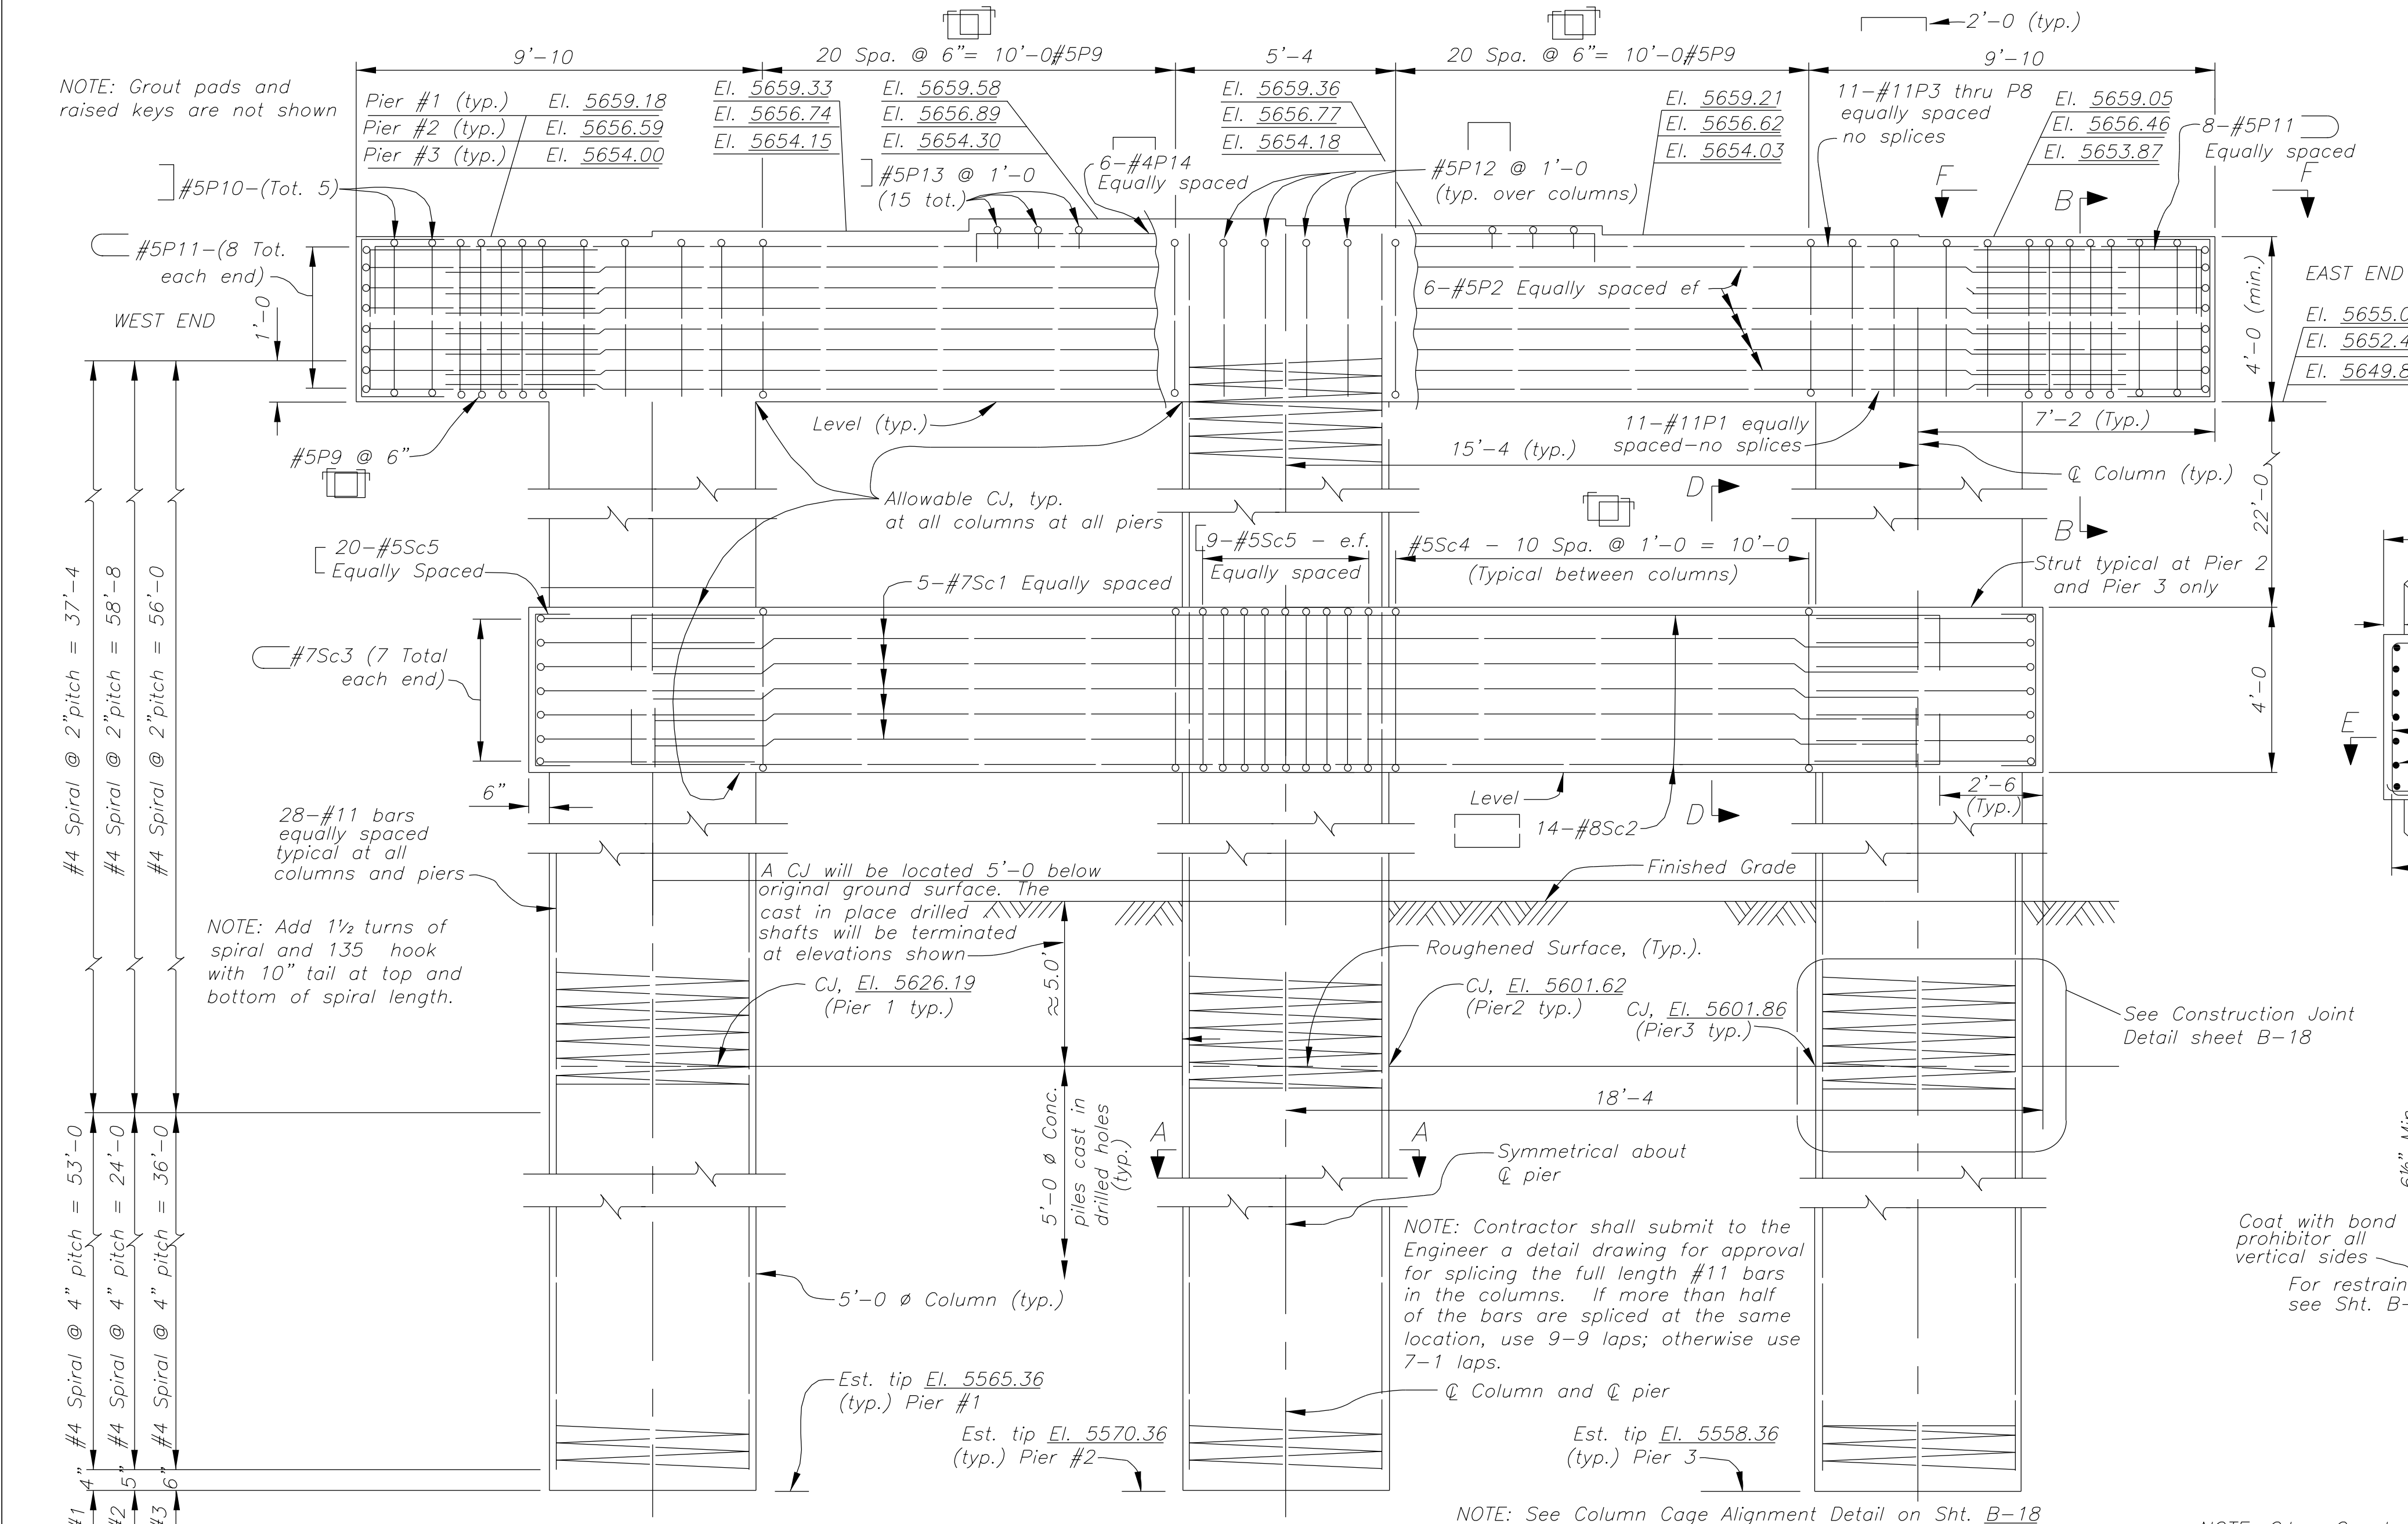 2’-0 (typ.)
9’-10
20 Spa. @ 6”= 10’-0#5P9
5’-4
20 Spa. @ 6”= 10’-0#5P9
9’-10
NOTE: Grout pads and
raised keys are not shown
Pier #1 (typ.) El. 5659.18
Pier #2 (typ.) El. 5656.59
Pier #3 (typ.) El. 5654.00
El. 5659.33
El. 5656.74
El. 5654.15
El. 5659.58
El. 5656.89
El. 5654.30
El. 5659.36
El. 5656.77
El. 5654.18
El. 5659.21
El. 5656.62
El. 5654.03
11-#11P3 thru P8
equally spaced
no splices
El. 5659.05
El. 5656.46
El. 5653.87
8-#5P11
Equally spaced
#5P10-(Tot. 5)
#5P13 @ 1’-0
(15 tot.)
6-#4P14
Equally spaced
#5P12 @ 1’-0
(typ. over columns)
F
F
B
#5P11-(8 Tot.
each end)
1’-0
WEST END
6-#5P2 Equally spaced ef
4’-0 (min.)
EAST END
El. 5655.0
El. 5652.4
El. 5649.8
Level (typ.)
11-#11P1 equally
spaced-no splices
7’-2 (Typ.)
15’-4 (typ.)
#5P9 @ 6”
℄ Column (typ.)
Allowable CJ, typ.
at all columns at all piers
D
B
22’-0
20-#5Sc5
Equally Spaced
9-#5Sc5 - e.f.
Equally spaced
#5Sc4 - 10 Spa. @ 1’-0 = 10’-0
(Typical between columns)
Strut typical at Pier 2
and Pier 3 only
5-#7Sc1 Equally spaced
#7Sc3 (7 Total
each end)
4’-0
E
#4 Spiral @ 2”pitch = 37’-4
#4 Spiral @ 2”pitch = 58’-8
#4 Spiral @ 2”pitch = 56’-0
6”
Level
14-#8Sc2
D
2’-6
(Typ.)
28-#11 bars
equally spaced
typical at all
columns and piers
A CJ will be located 5’-0 below
original ground surface. The
cast in place drilled
shafts will be terminated
at elevations shown
Finished Grade
NOTE: Add 1½ turns of
spiral and 135 hook
with 10” tail at top and
bottom of spiral length.
CJ, El. 5626.19
(Pier 1 typ.)
≈5.0’
Roughened Surface, (Typ.).
CJ, El. 5601.62
(Pier2 typ.)
CJ, El. 5601.86
(Pier3 typ.)
See Construction Joint
Detail sheet B-18
18’-4
5’-0 ø Conc.
piles cast in
drilled holes
(typ.)
A
A
Symmetrical about
℄ pier
#4 Spiral @ 4” pitch = 53’-0
#4 Spiral @ 4” pitch = 24’-0
#4 Spiral @ 4” pitch = 36’-0
NOTE: Contractor shall submit to the
Engineer a detail drawing for approval
for splicing the full length #11 bars
in the columns. If more than half
of the bars are spliced at the same
location, use 9-9 laps; otherwise use
7-1 laps.
Coat with bond
prohibitor all
vertical sides
For restrain
see Sht. B-
5’-0 ø Column (typ.)
Est. tip El. 5565.36
(typ.) Pier #1
℄ Column and ℄ pier
Est. tip El. 5570.36
(typ.) Pier #2
Est. tip El. 5558.36
(typ.) Pier 3
4”
5”
6”
#1
#2
#3
NOTE: See Column Cage Alignment Detail on Sht. B-18